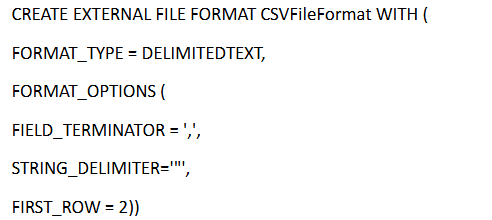 CREATE EXTERNAL FILE FORMAT CSVFileFormat WITH (
FORMAT_TYPE = DELIMITEDTEXT,
FORMAT_OPTIONS (
FIELD_TERMINATOR = ',',
STRING_DELIMITER='"',
FIRST_ROW = 2))